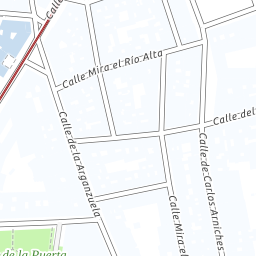 Calle
Calle Mira el Río Alta
Calle de la Arganzuela
Calle del
Calle de Carlos Arniches
Calle Mira el
de la Puerta